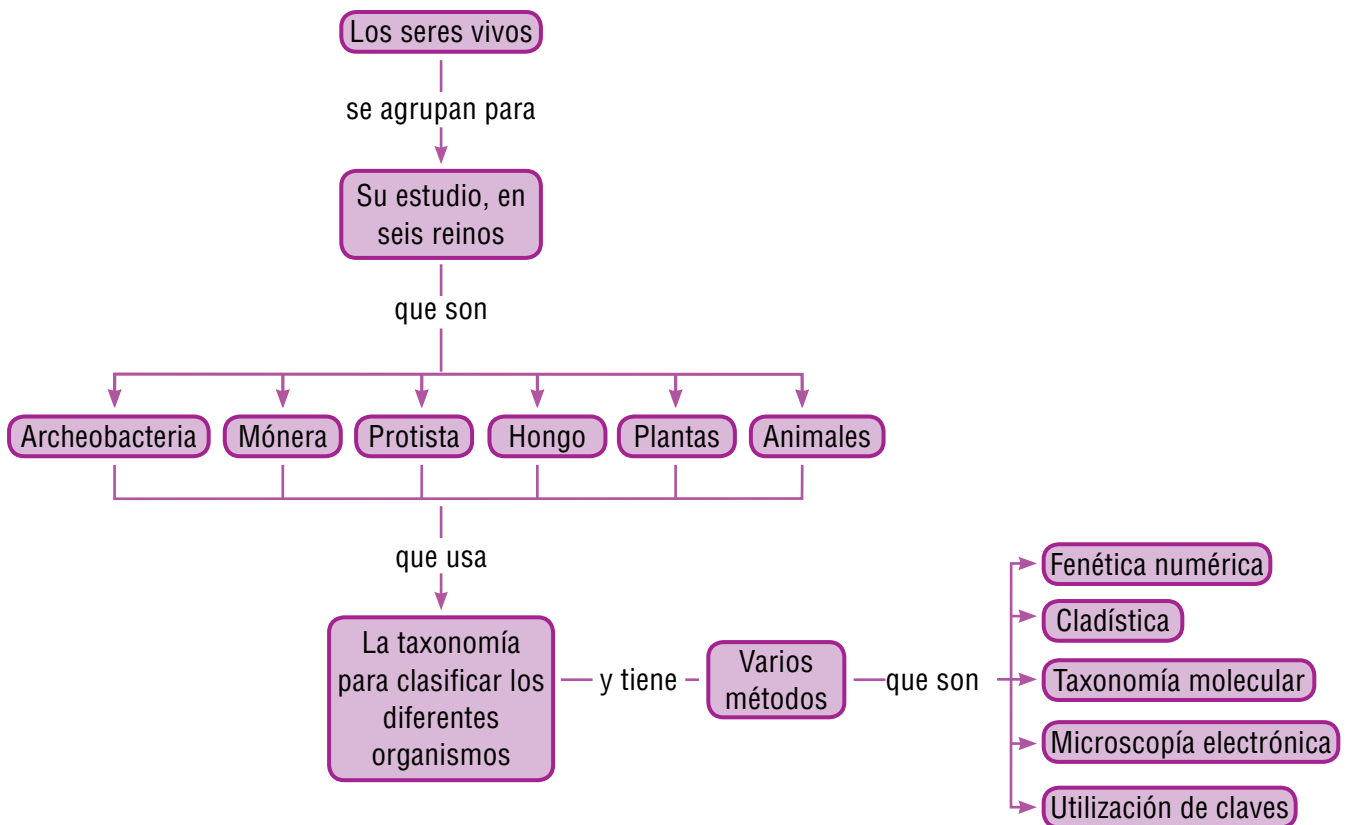 Los seres vivos
se agrupan para
Su estudio, en
seis reinos
que son
Archeobacteria
Mónera
Protista
Hongo
Plantas
Animales
que usa
La taxonomía
para clasificar los
diferentes
organismos
y tiene
Varios
métodos
que son
Fenética numérica
Cladística
Taxonomía molecular
Microscopía electrónica
Utilización de claves